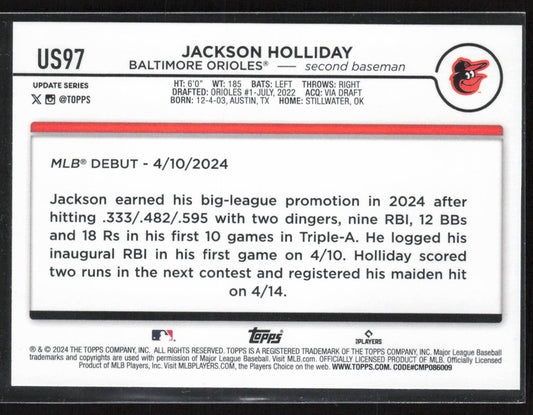 US97
JACKSON HOLLIDAY
BALTIMORE ORIOLES® — second baseman
UPDATE SERIES
X @TOPPS
HT: 6'0" WT: 185 BATS: LEFT THROWS: RIGHT
DRAFTED: ORIOLES #1-JULY, 2022 ACQ: VIA DRAFT
BORN: 12-4-03, AUSTIN, TX HOME: STILLWATER, OK
MLB® DEBUT - 4/10/2024
Jackson earned his big-league promotion in 2024 after
hitting .333/.482/.595 with two dingers, nine RBI, 12 BBs
and 18 Rs in his first 10 games in Triple-A. He logged his
inaugural RBI in his first game on 4/10. Holliday scored
two runs in the next contest and registered his maiden hit
on 4/14.
Topps
PLAYERS
® & © 2024 THE TOPPS COMPANY, INC. ALL RIGHTS RESERVED. TOPPS IS A REGISTERED TRADEMARK OF THE TOPPS COMPANY, INC. Major League Baseball
trademarks and copyrights are used with permission of Major League Baseball. Visit MLB.com. OFFICIALLY LICENSED PRODUCT OF MLB. Officially Licensed
Product of MLB Players, Inc. Visit MLBPLAYERS.COM, the Players Choice on the web. WWW.TOPPS.COM. CODE#CMP086009